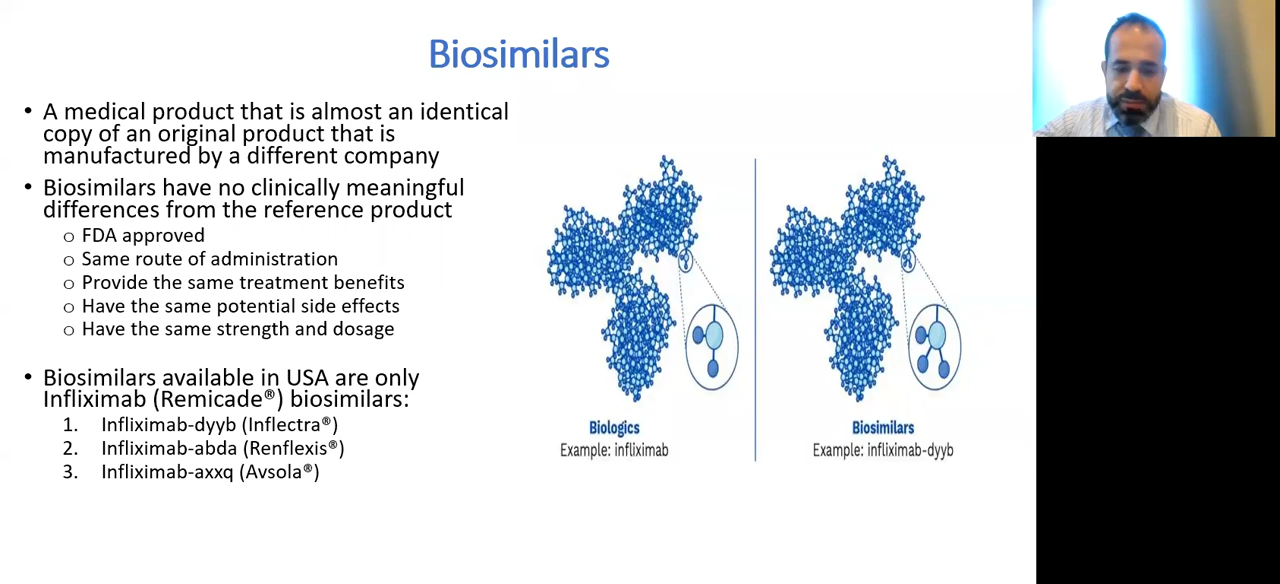 Biosimilars
• A medical product that is almost an identical
copy of an original product that is
manufactured by a different company
• Biosimilars have no clinically meaningful
differences from the reference product
o FDA approved
o Same route of administration
o Provide the same treatment benefits
o Have the same potential side effects
o Have the same strength and dosage
• Biosimilars available in USA are only
Infliximab (Remicade®) biosimilars:
1. Infliximab-dyyb (Inflectra®)
2. Infliximab-abda (Renflexis®)
3. Infliximab-axxq (Avsola®)
Biologics
Example: infliximab
Biosimilars
Example: infliximab-dyyb